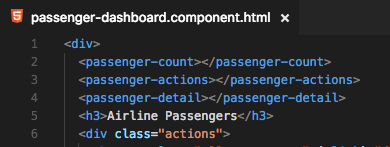 passenger-dashboard.component.html ×
1 <div>
2 <passenger-count></passenger-count>
3 <passenger-actions></passenger-actions>
4 <passenger-detail></passenger-detail>
5 <h3>Airline Passengers</h3>
6 <div class="actions">